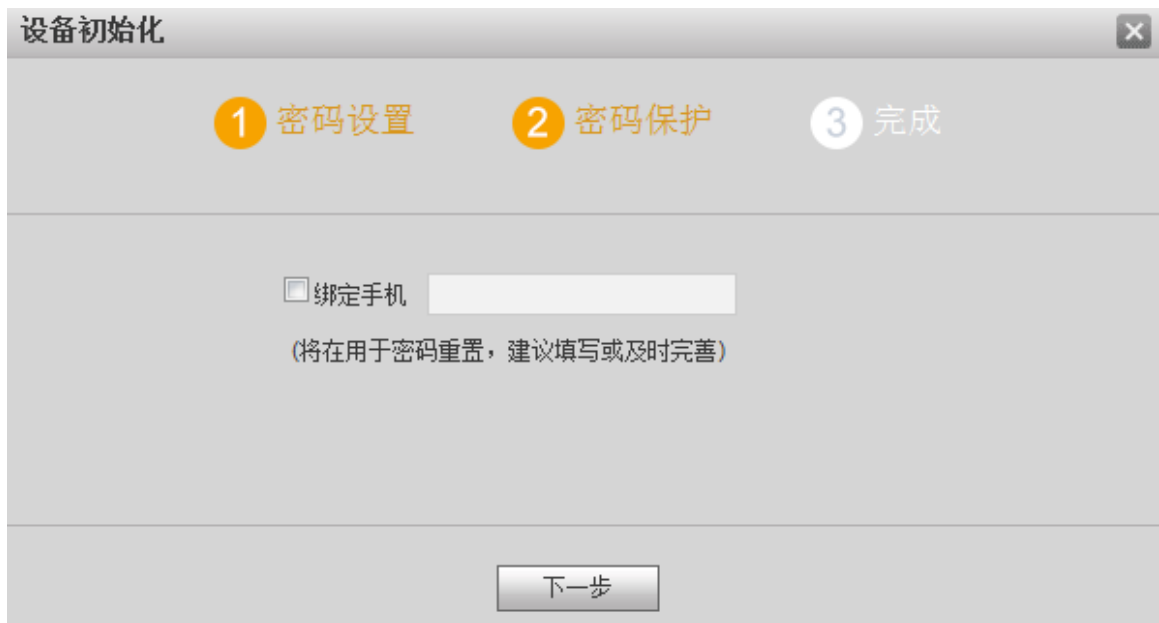 设备初始化
1 密码设置 2 密码保护 3 完成
绑定手机
(将在用于密码重置，建议填写或及时完善)
下一步